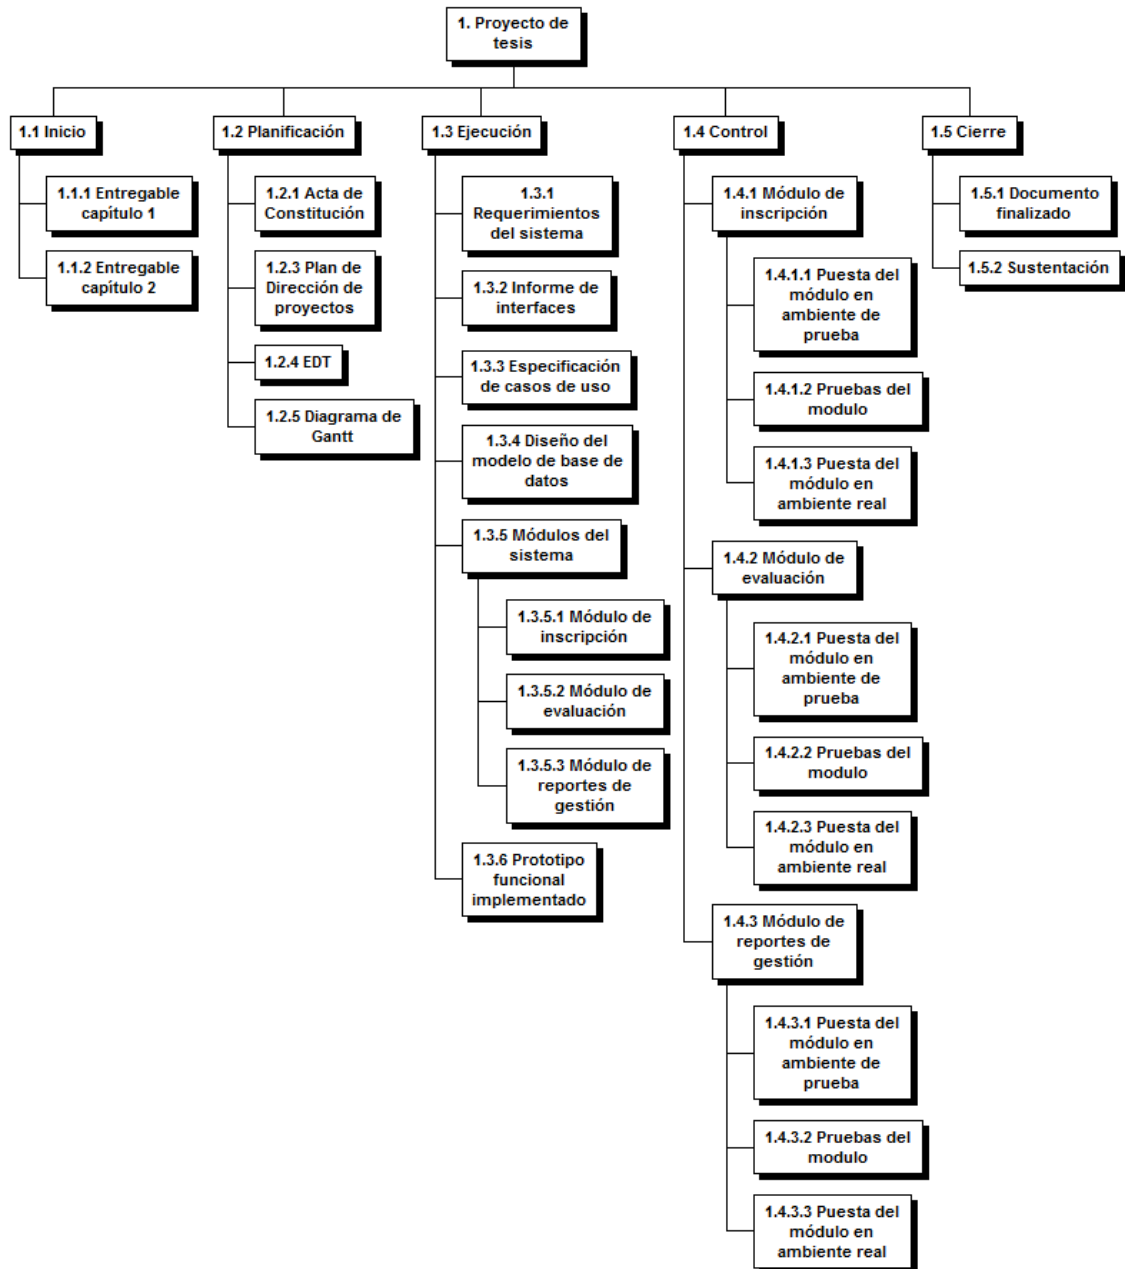 1. Proyecto de
tesis
1.1 Inicio
1.1.1 Entregable
capítulo 1
1.1.2 Entregable
capítulo 2
1.2 Planificación
1.2.1 Acta de
Constitución
1.2.3 Plan de
Dirección de
proyectos
1.2.4 EDT
1.2.5 Diagrama de
Gantt
1.3 Ejecución
1.3.1
Requerimientos
del sistema
1.3.2 Informe de
interfaces
1.3.3 Especificación
de casos de uso
1.3.4 Diseño del
modelo de base de
datos
1.3.5 Módulos del
sistema
1.3.5.1 Módulo de
inscripción
1.3.5.2 Módulo de
evaluación
1.3.5.3 Módulo de
reportes de
gestión
1.3.6 Prototipo
funcional
implementado
1.4 Control
1.4.1 Módulo de
inscripción
1.4.1.1 Puesta del
módulo en
ambiente de
prueba
1.4.1.2 Pruebas del
modulo
1.4.1.3 Puesta del
módulo en
ambiente real
1.4.2 Módulo de
evaluación
1.4.2.1 Puesta del
módulo en
ambiente de
prueba
1.4.2.2 Pruebas del
modulo
1.4.2.3 Puesta del
módulo en
ambiente real
1.4.3 Módulo de
reportes de
gestión
1.4.3.1 Puesta del
módulo en
ambiente de
prueba
1.4.3.2 Pruebas del
modulo
1.4.3.3 Puesta del
módulo en
ambiente real
1.5 Cierre
1.5.1 Documento
finalizado
1.5.2 Sustentación